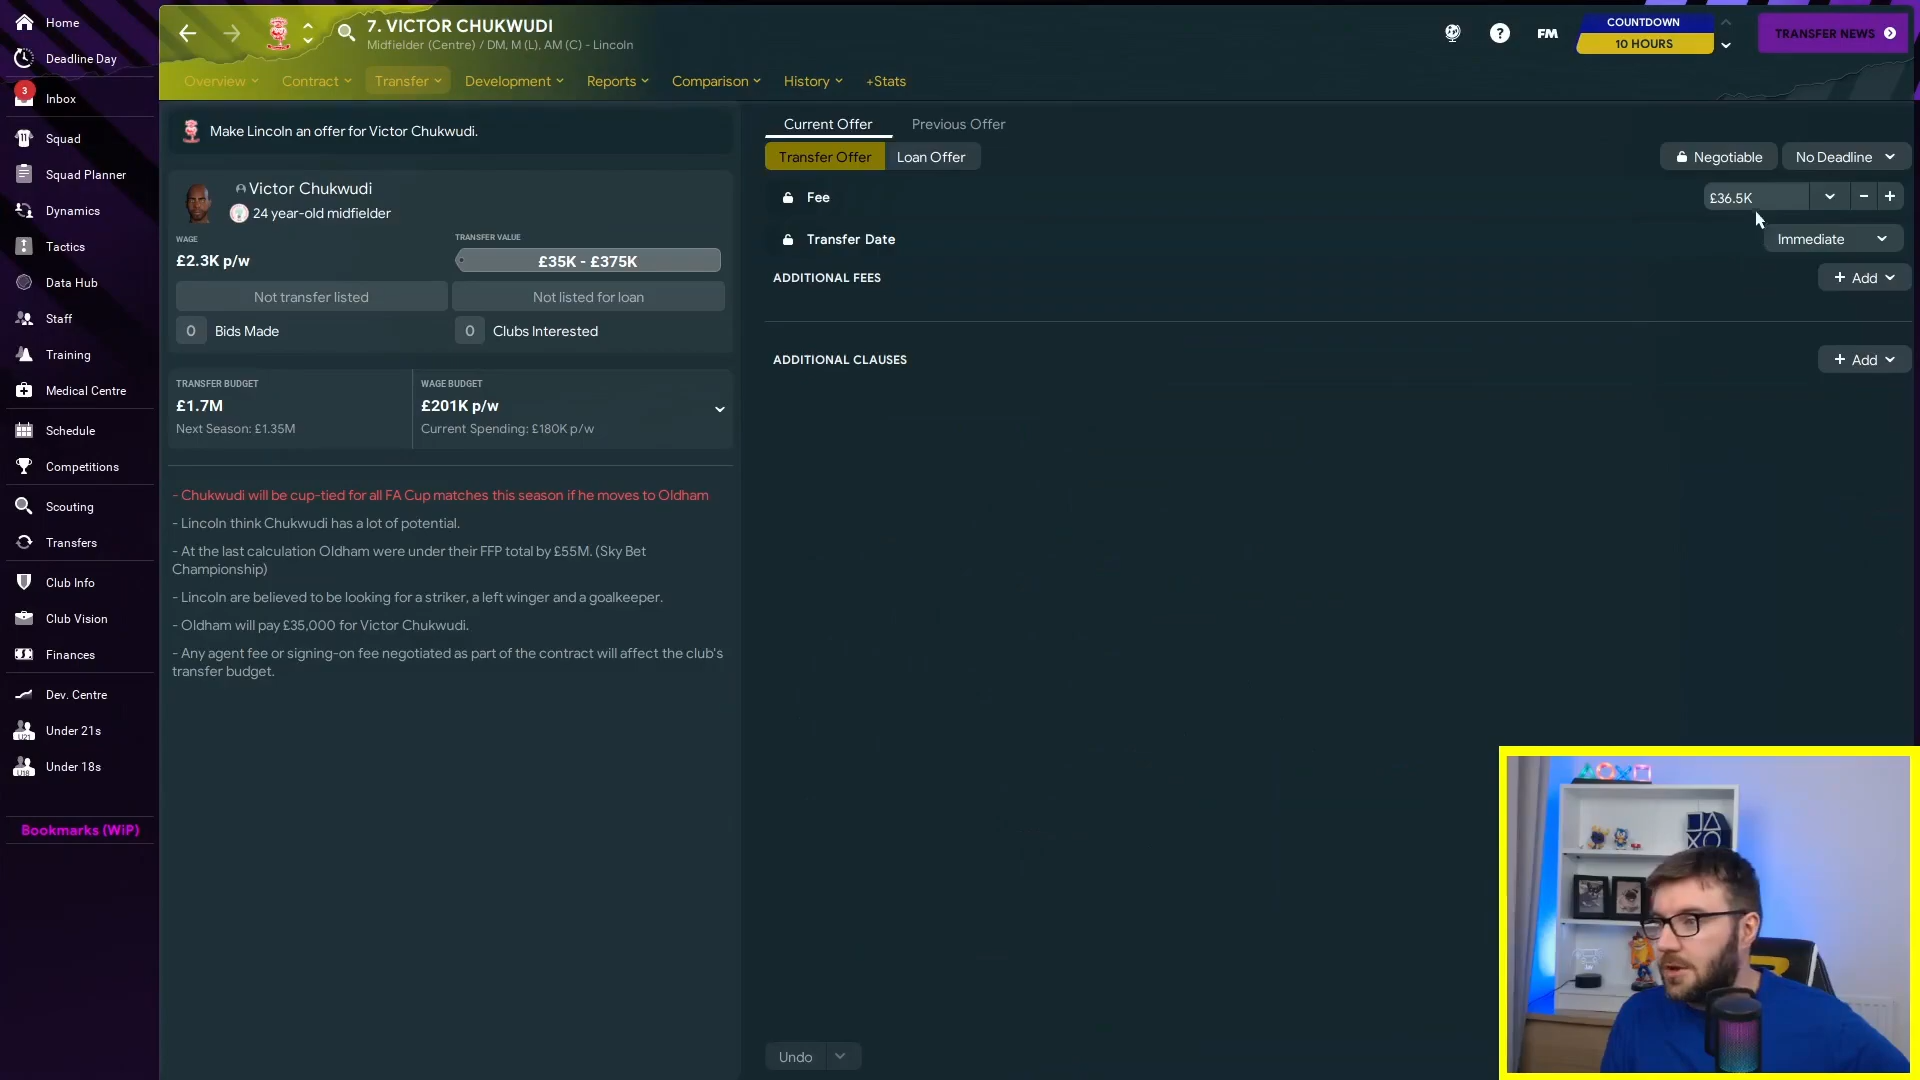 Home
Deadline Day
3
Inbox
Squad
Squad Planner
Dynamics
Tactics
Data Hub
Staff
Training
Medical Centre
Schedule
Competitions
Scouting
Transfers
Club Info
Club Vision
Finances
Dev. Centre
U21
Under 21s
U18
Under 18s
Bookmarks (WiP)
7. VICTOR CHUKWUDI
Midfielder (Centre) / DM, M (L), AM (C) - Lincoln
FM
COUNTDOWN
10 HOURS
TRANSFER NEWS
Overview
Contract
Transfer
Development
Reports
Comparison
History
+Stats
Make Lincoln an offer for Victor Chukwudi.
Victor Chukwudi
24 year-old midfielder
WAGE
£2.3K p/w
TRANSFER VALUE
£35K - £375K
Not transfer listed
Not listed for loan
0 Bids Made
0 Clubs Interested
TRANSFER BUDGET
£1.7M
Next Season: £1.35M
WAGE BUDGET
£201K p/w
Current Spending: £180K p/w
- Chukwudi will be cup-tied for all FA Cup matches this season if he moves to Oldham
- Lincoln think Chukwudi has a lot of potential.
- At the last calculation Oldham were under their FFP total by £55M. (Sky Bet
Championship)
- Lincoln are believed to be looking for a striker, a left winger and a goalkeeper.
- Oldham will pay £35,000 for Victor Chukwudi.
- Any agent fee or signing-on fee negotiated as part of the contract will affect the club's
transfer budget.
Current Offer
Previous Offer
Transfer Offer
Loan Offer
Negotiable
No Deadline
Fee
£36.5K
Transfer Date
Immediate
ADDITIONAL FEES
+ Add
ADDITIONAL CLAUSES
+ Add
Undo